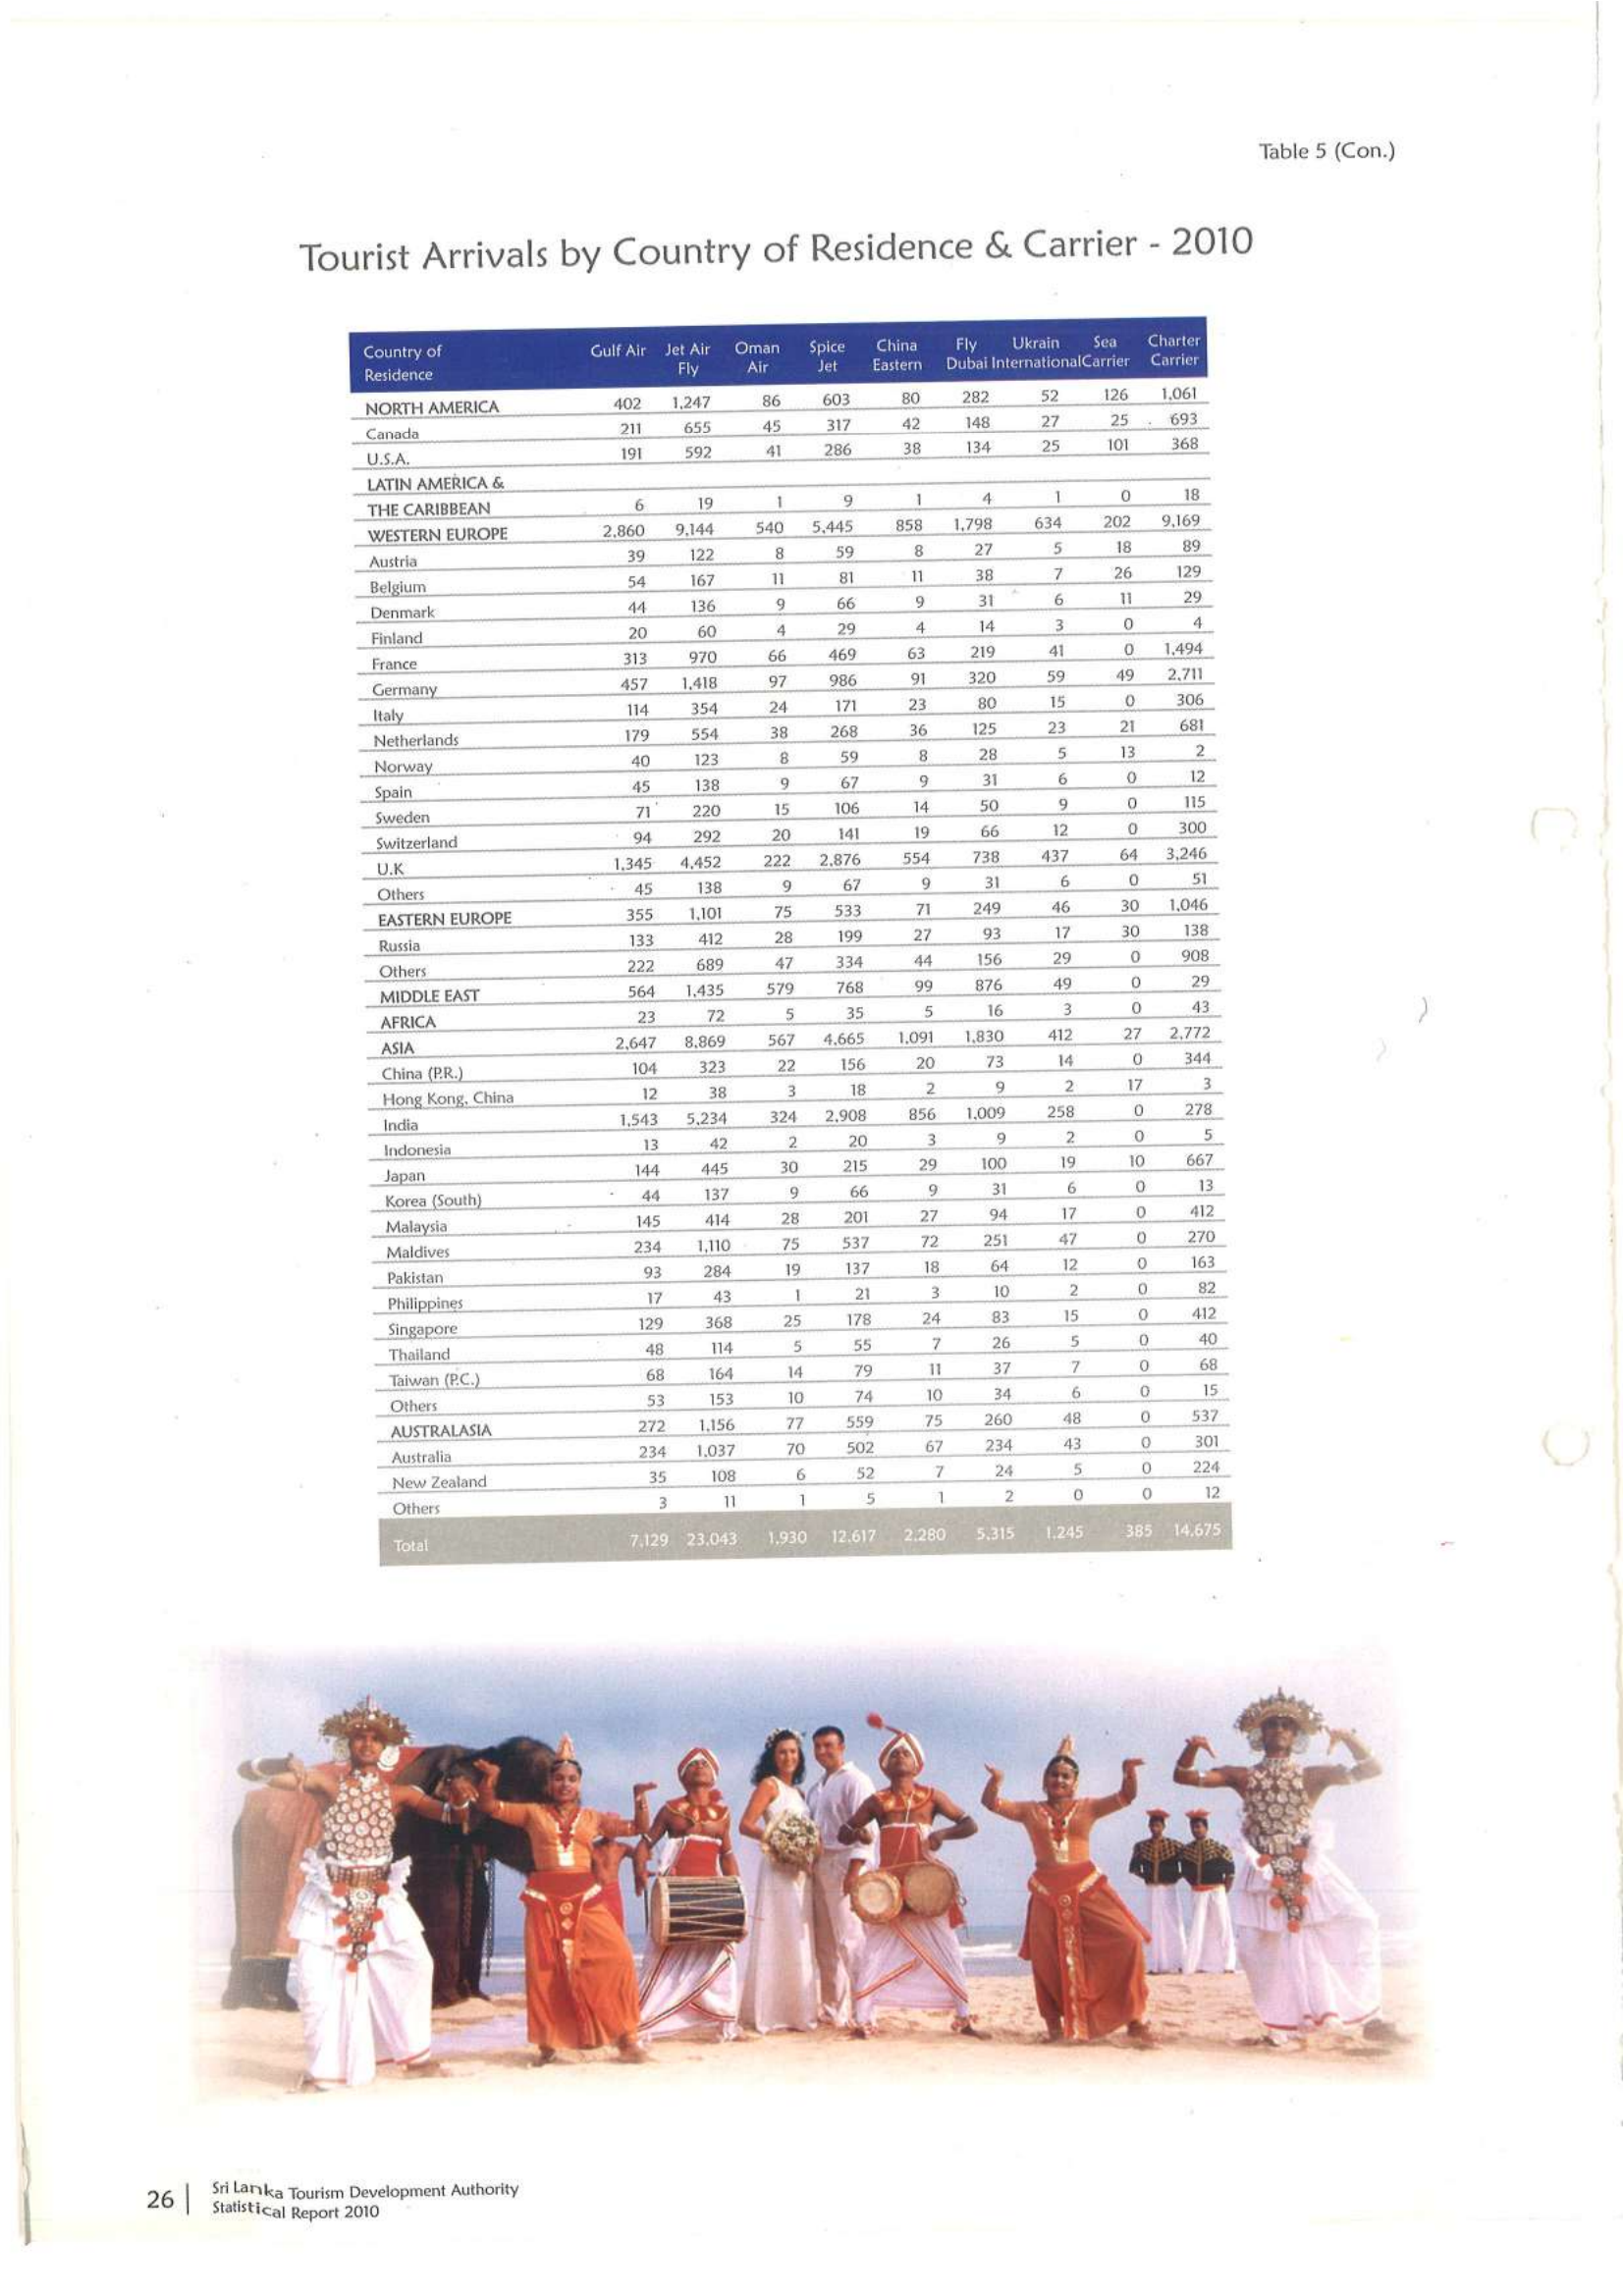 Table 5 (Con.)
Tourist Arrivals by Country of Residence & Carrier - 2010
Country of Residence Gulf Air Jet Air Fly Oman Air Spice Jet China Eastern Fly Dubai Ukrain International Sea Carrier Charter Carrier
NORTH AMERICA 402 1,247 86 603 80 282 52 126 1,061
Canada 211 655 45 317 42 148 27 25 693
U.S.A. 191 592 41 286 38 134 25 101 368
LATIN AMERICA &
THE CARIBBEAN 6 19 1 9 1 4 1 0 18
WESTERN EUROPE 2,860 9,144 540 5,445 858 1,798 634 202 9,169
Austria 39 122 8 59 8 27 5 18 89
Belgium 54 167 11 81 11 38 7 26 129
Denmark 44 136 9 66 9 31 6 11 29
Finland 20 60 4 29 4 14 3 0 4
France 313 970 66 469 63 219 41 0 1,494
Germany 457 1,418 97 986 91 320 59 49 2,711
Italy 114 354 24 171 23 80 15 0 306
Netherlands 179 554 38 268 36 125 23 21 681
Norway 40 123 8 59 8 28 5 13 2
Spain 45 138 9 67 9 31 6 0 12
Sweden 71 220 15 106 14 50 9 0 115
Switzerland 94 292 20 141 19 66 12 0 300
U.K 1,345 4,452 222 2,876 554 738 437 64 3,246
Others 45 138 9 67 9 31 6 0 51
EASTERN EUROPE 355 1,101 75 533 71 249 46 30 1,046
Russia 133 412 28 199 27 93 17 30 138
Others 222 689 47 334 44 156 29 0 908
MIDDLE EAST 564 1,435 579 768 99 876 49 0 29
AFRICA 23 72 5 35 5 16 3 0 43
ASIA 2,647 8,869 567 4,665 1,091 1,830 412 27 2,772
China (P.R.) 104 323 22 156 20 73 14 0 344
Hong Kong, China 12 38 3 18 2 9 2 17 3
India 1,543 5,234 324 2,908 856 1,009 258 0 278
Indonesia 13 42 2 20 3 9 2 0 5
Japan 144 445 30 215 29 100 19 10 667
Korea (South) 44 137 9 66 9 31 6 0 13
Malaysia 145 414 28 201 27 94 17 0 412
Maldives 234 1,110 75 537 72 251 47 0 270
Pakistan 93 284 19 137 18 64 12 0 163
Philippines 17 43 1 21 3 10 2 0 82
Singapore 129 368 25 178 24 83 15 0 412
Thailand 48 114 5 55 7 26 5 0 40
Taiwan (P.C.) 68 164 14 79 11 37 7 0 68
Others 53 153 10 74 10 34 6 0 15
AUSTRALASIA 272 1,156 77 559 75 260 48 0 537
Australia 234 1,037 70 502 67 234 43 0 301
New Zealand 35 108 6 52 7 24 5 0 224
Others 3 11 1 5 1 2 0 0 12
Total 7,129 23,043 1,930 12,617 2,280 5,315 1,245 385 14,675
26 Sri Lanka Tourism Development Authority
Statistical Report 2010